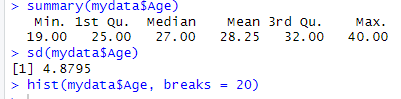 > summary(mydata$Age)
Min. 1st Qu. Median Mean 3rd Qu. Max.
19.00 25.00 27.00 28.25 32.00 40.00
> sd(mydata$Age)
[1] 4.8795
> hist(mydata$Age, breaks = 20)
>